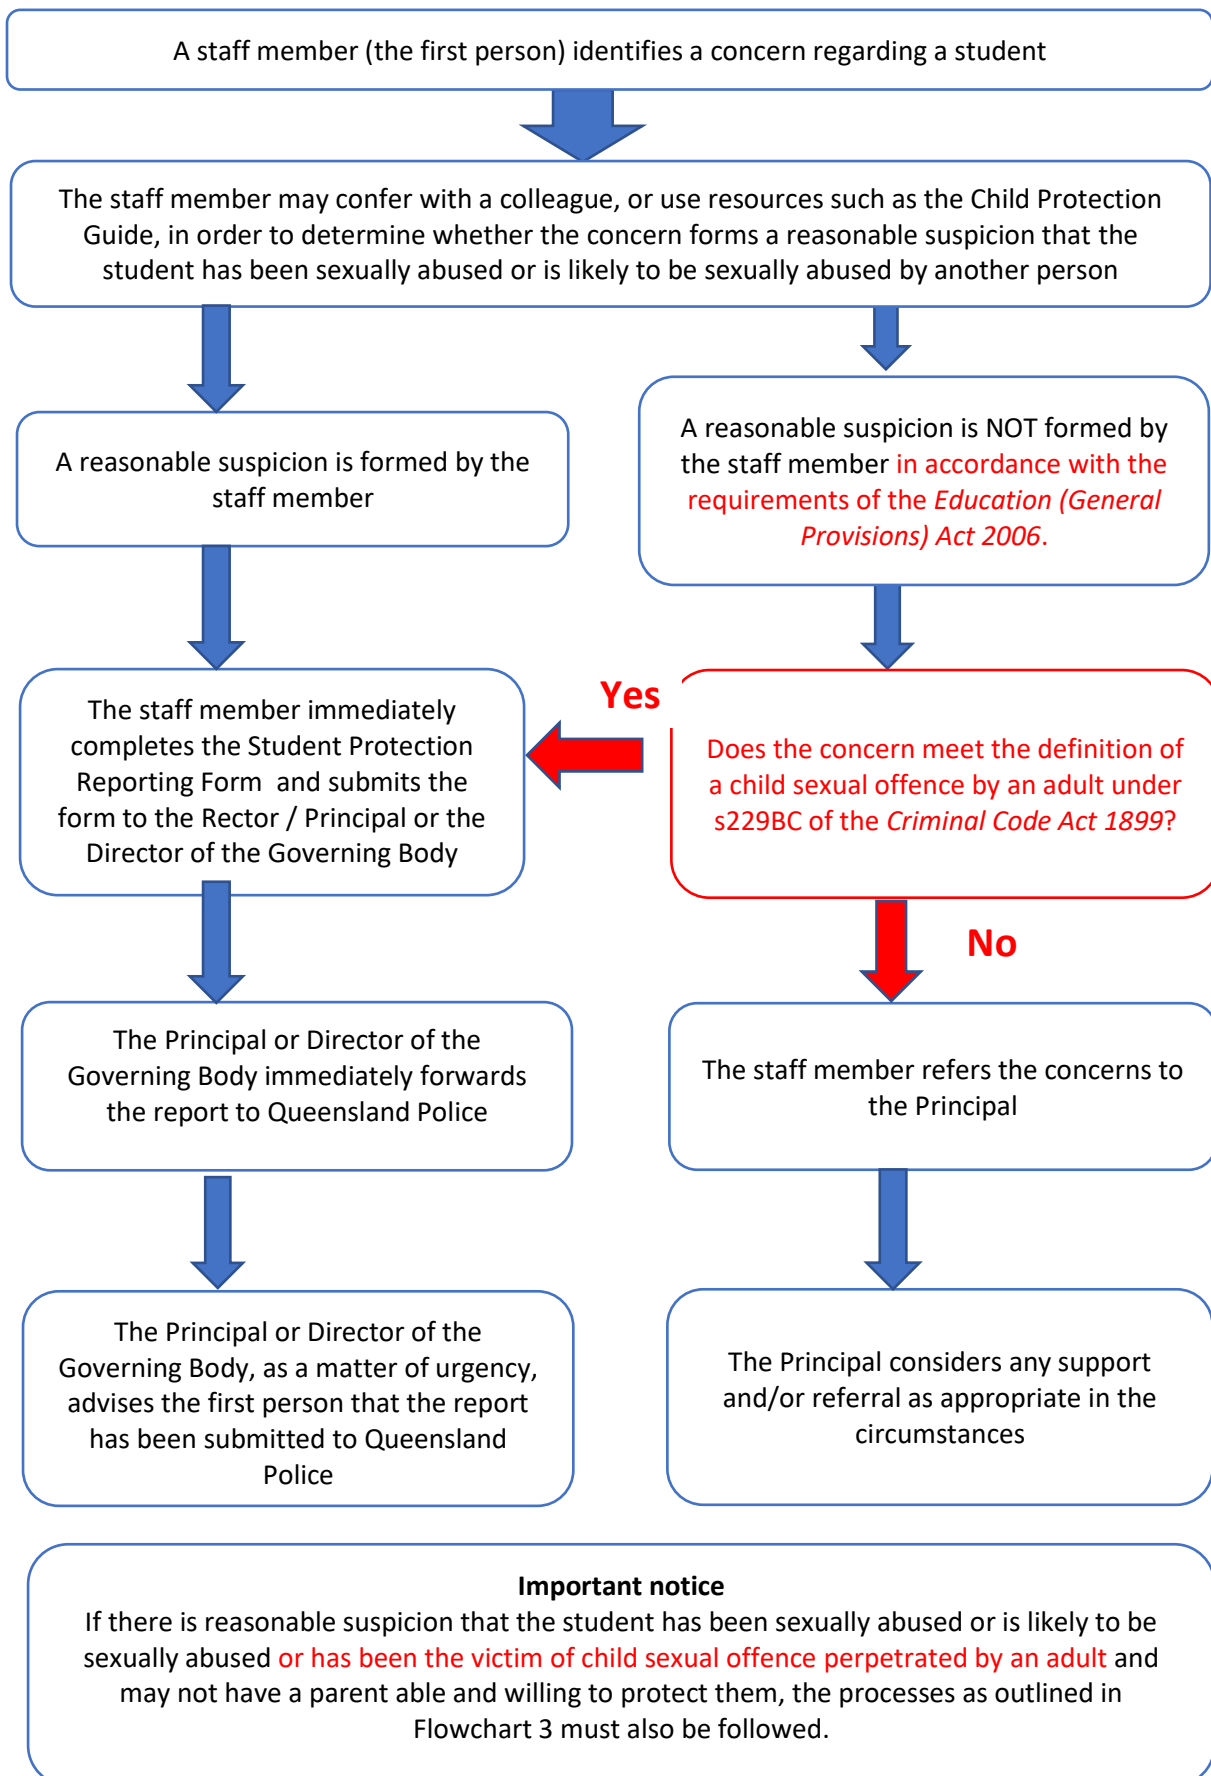 A staff member (the first person) identifies a concern regarding a student
The staff member may confer with a colleague, or use resources such as the Child Protection
Guide, in order to determine whether the concern forms a reasonable suspicion that the
student has been sexually abused or is likely to be sexually abused by another person
A reasonable suspicion is formed by the
staff member
A reasonable suspicion is NOT formed by
the staff member in accordance with the
requirements of the Education (General
Provisions) Act 2006.
The staff member immediately
completes the Student Protection
Reporting Form and submits the
form to the Rector / Principal or the
Director of the Governing Body
Yes
Does the concern meet the definition of
a child sexual offence by an adult under
s229BC of the Criminal Code Act 1899?
No
The Principal or Director of the
Governing Body immediately forwards
the report to Queensland Police
The staff member refers the concerns to
the Principal
The Principal or Director of the
Governing Body, as a matter of urgency,
advises the first person that the report
has been submitted to Queensland
Police
The Principal considers any support
and/or referral as appropriate in the
circumstances
Important notice
If there is reasonable suspicion that the student has been sexually abused or is likely to be
sexually abused or has been the victim of child sexual offence perpetrated by an adult and
may not have a parent able and willing to protect them, the processes as outlined in
Flowchart 3 must also be followed.